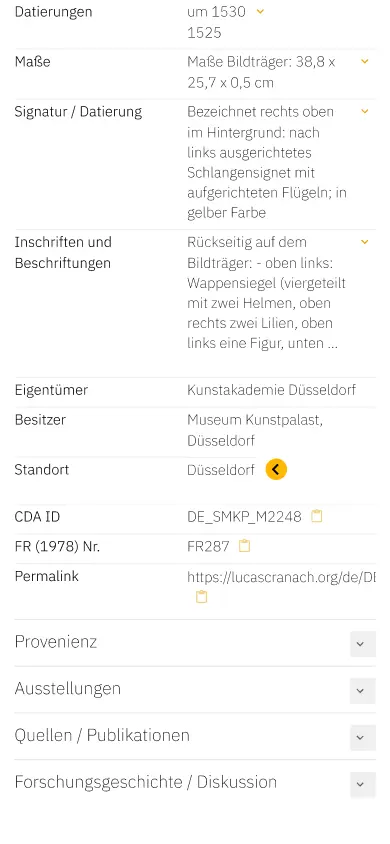 Datierungen um 1530
1525
Maße Maße Bildträger: 38,8 x
25,7 x 0,5 cm
Signatur / Datierung Bezeichnet rechts oben
im Hintergrund: nach
links ausgerichtetes
Schlangensignet mit
aufgerichteten Flügeln; in
gelber Farbe
Inschriften und Rückseitig auf dem
Beschriftungen Bildträger: - oben links:
Wappensiegel (viergeteilt
mit zwei Helmen, oben
rechts zwei Lilien, oben
links eine Figur, unten ...
Eigentümer Kunstakademie Düsseldorf
Besitzer Museum Kunstpalast,
Düsseldorf
Standort Düsseldorf
CDA ID DE_SMKP_M2248
FR (1978) Nr. FR287
Permalink https://lucascranach.org/de/DE
Provenienz
Ausstellungen
Quellen / Publikationen
Forschungsgeschichte / Diskussion